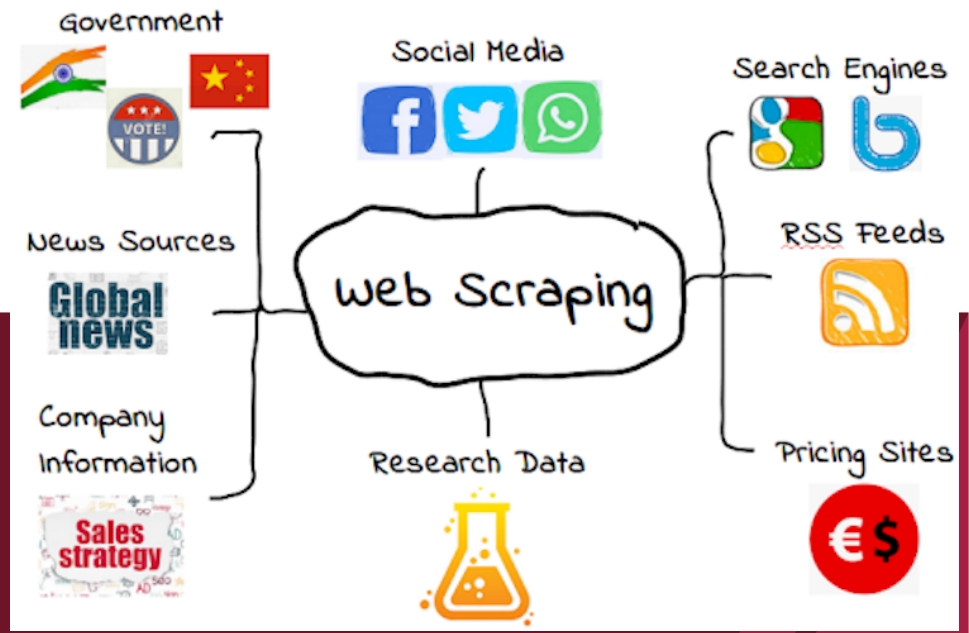 Government
VOTE!
Social Media
Search Engines
News Sources
Global
news
Web Scraping
RSS Feeds
Company
Information
Sales
strategy
Research Data
Pricing Sites
€$